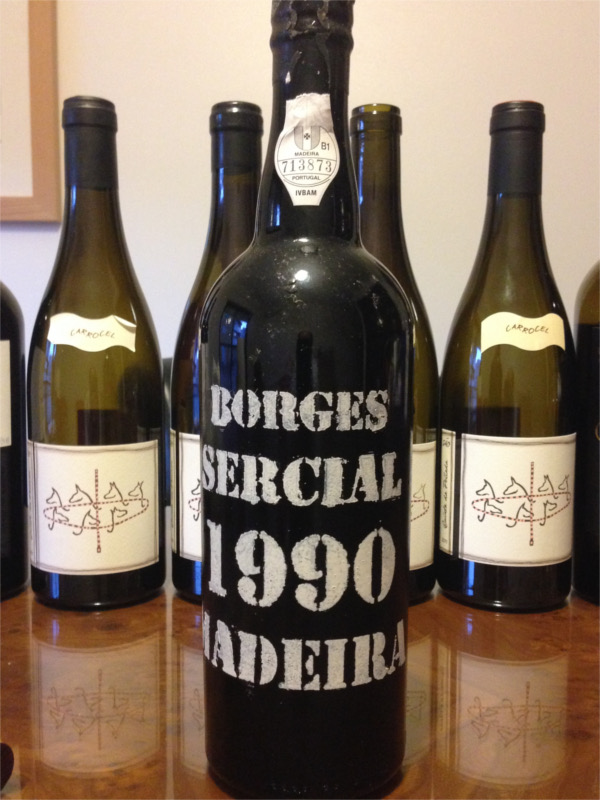 MADEIRA
B1
713873
PORTUGAL
IVBAM
CARROCEL
CARROCEL
BORGES
SERCIAL
1990
MADEIRA